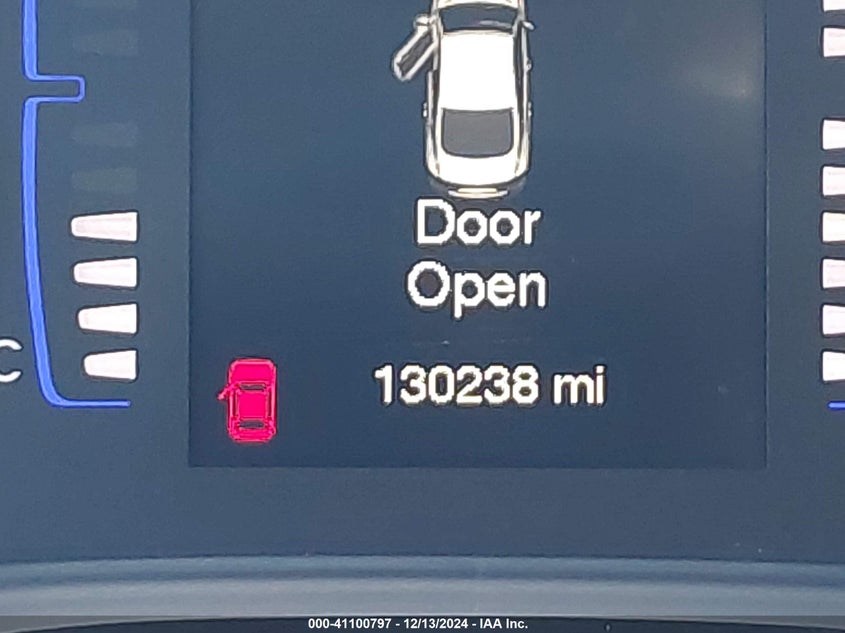 Door
Open
C
130238 mi
000-41100797 - 12/13/2024 - IAA Inc.